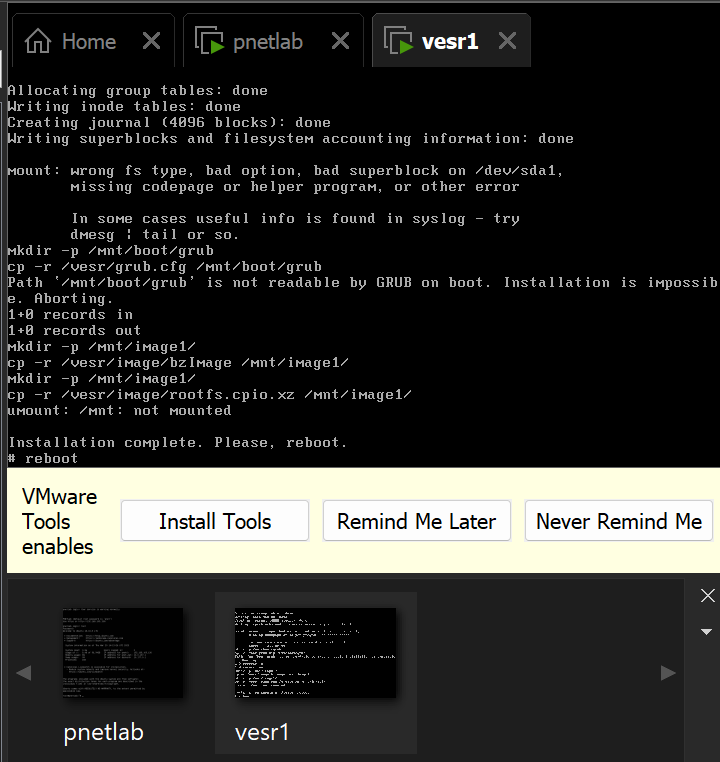 Home
pnetlab
vesr1
Allocating group tables: done
Writing inode tables: done
Creating journal (4096 blocks): done
Writing superblocks and filesystem accounting information: done
mount: wrong fs type, bad option, bad superblock on /dev/sda1,
missing codepage or helper program, or other error
In some cases useful info is found in syslog - try
dmesg ¦ tail or so.
mkdir -p /mnt/boot/grub
cp -r /vesr/grub.cfg /mnt/boot/grub
Path `/mnt/boot/grub' is not readable by GRUB on boot. Installation is impossib
e. Aborting.
1+0 records in
1+0 records out
mkdir -p /mnt/image1/
cp -r /vesr/image/bzImage /mnt/image1/
mkdir -p /mnt/image1/
cp -r /vesr/image/rootfs.cpio.xz /mnt/image1/
umount: /mnt: not mounted
Installation complete. Please, reboot.
# reboot
VMware
Tools
enables
Install Tools
Remind Me Later
Never Remind Me
pnetlab
vesr1